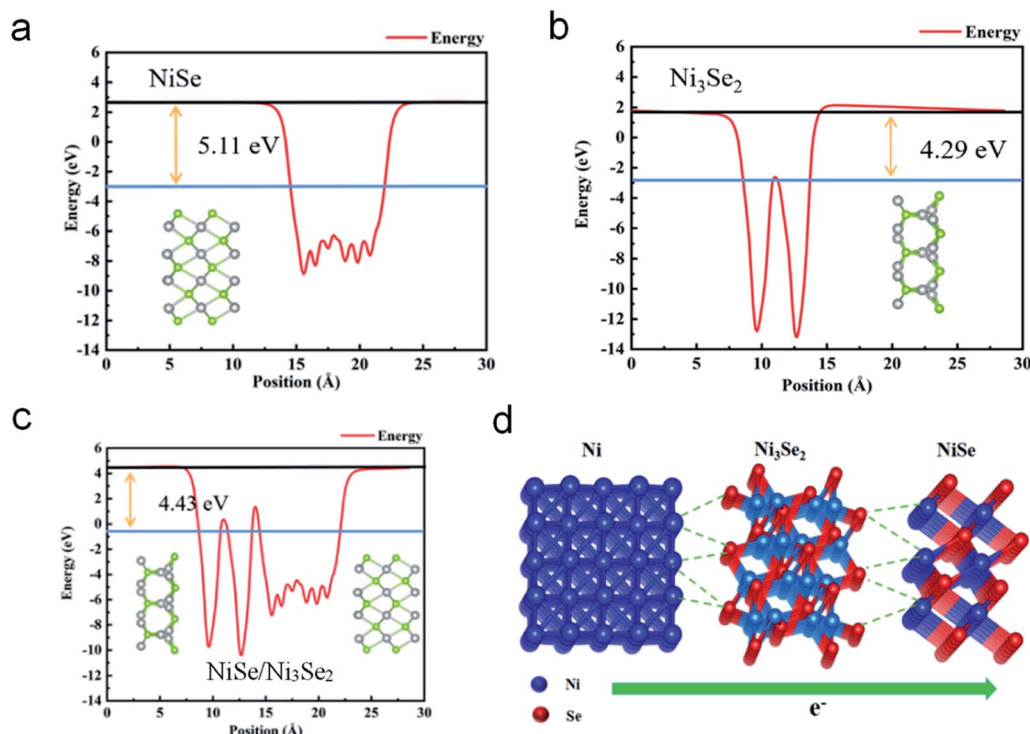 a
Energy
NiSe
5.11 eV
Energy (eV)
6
4
2
0
-2
-4
-6
-8
-10
-12
-14
0
5
10
15
20
25
30
Position (Å)
b
Energy
Ni₃Se₂
4.29 eV
Energy (eV)
6
4
2
0
-2
-4
-6
-8
-10
-12
-14
0
5
10
15
20
25
30
Position (Å)
c
Energy
4.43 eV
NiSe/Ni₃Se₂
Energy (eV)
6
4
2
0
-2
-4
-6
-8
-10
-12
-14
0
5
10
15
20
25
30
Position (Å)
d
Ni
Ni₃Se₂
NiSe
Ni
Se
e⁻